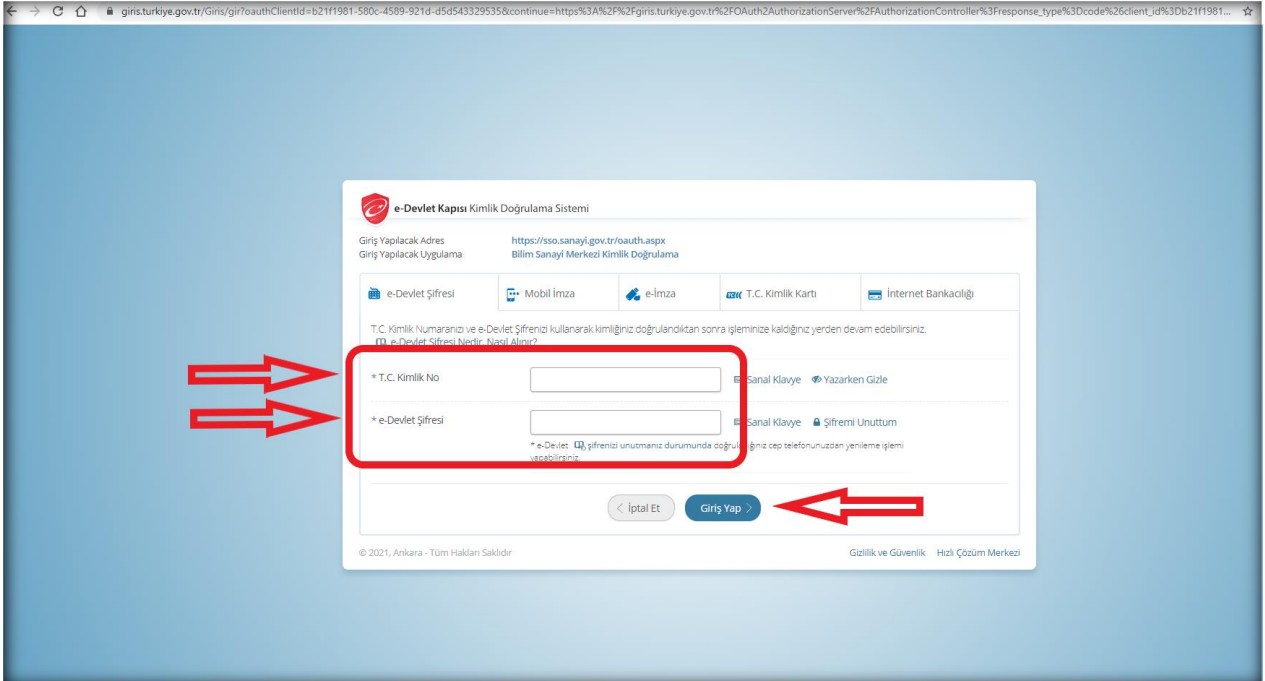 giris.turkiye.gov.tr/Giris/gir?oauthClientId=b21f1981-580c-4589-921d-d5d543329535&continue=https%3A%2F%2Fgiris.turkiye.gov.tr%2FOAuth2AuthorizationServer%2FAuthorizationController%3Fresponse_type%3Dcode%26client_id%3Db21f1981...
e-Devlet Kapısı Kimlik Doğrulama Sistemi
Giriş Yapılacak Adres https://sso.sanayi.gov.tr/oauth.aspx
Giriş Yapılacak Uygulama Bilim Sanayi Merkezi Kimlik Doğrulama
e-Devlet Şifresi Mobil İmza e-İmza T.C. Kimlik Kartı İnternet Bankacılığı
T.C. Kimlik Numaranızı ve e-Devlet Şifrenizi kullanarak kimliğiniz doğrulandıktan sonra işleminize kaldığınız yerden devam edebilirsiniz.
e-Devlet Şifresi Nedir, Nasıl Alınır?
* T.C. Kimlik No Sanal Klavye Yazarken Gizle
* e-Devlet Şifresi Sanal Klavye Şifremi Unuttum
* e-Devlet şifrenizi unutmanız durumunda cep telefonunuzdan yenileme işlemi
yapabilirsiniz.
< İptal Et Giriş Yap >
© 2021, Ankara - Tüm Hakları Saklıdır Gizlilik ve Güvenlik Hızlı Çözüm Merkezi